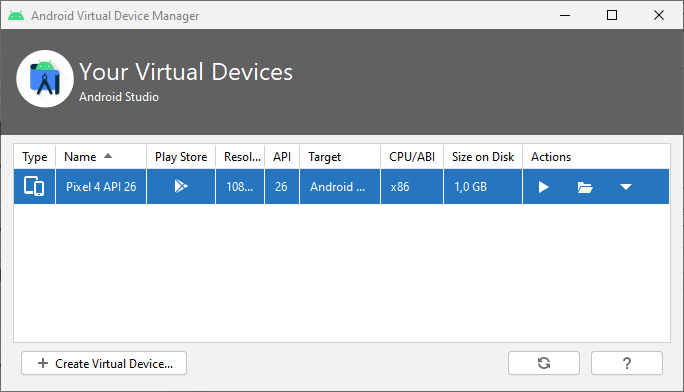 Android Virtual Device Manager
Your Virtual Devices
Android Studio
Type Name Play Store Resol... API Target CPU/ABI Size on Disk Actions
Pixel 4 API 26 108... 26 Android ... x86 1,0 GB
Create Virtual Device...
?